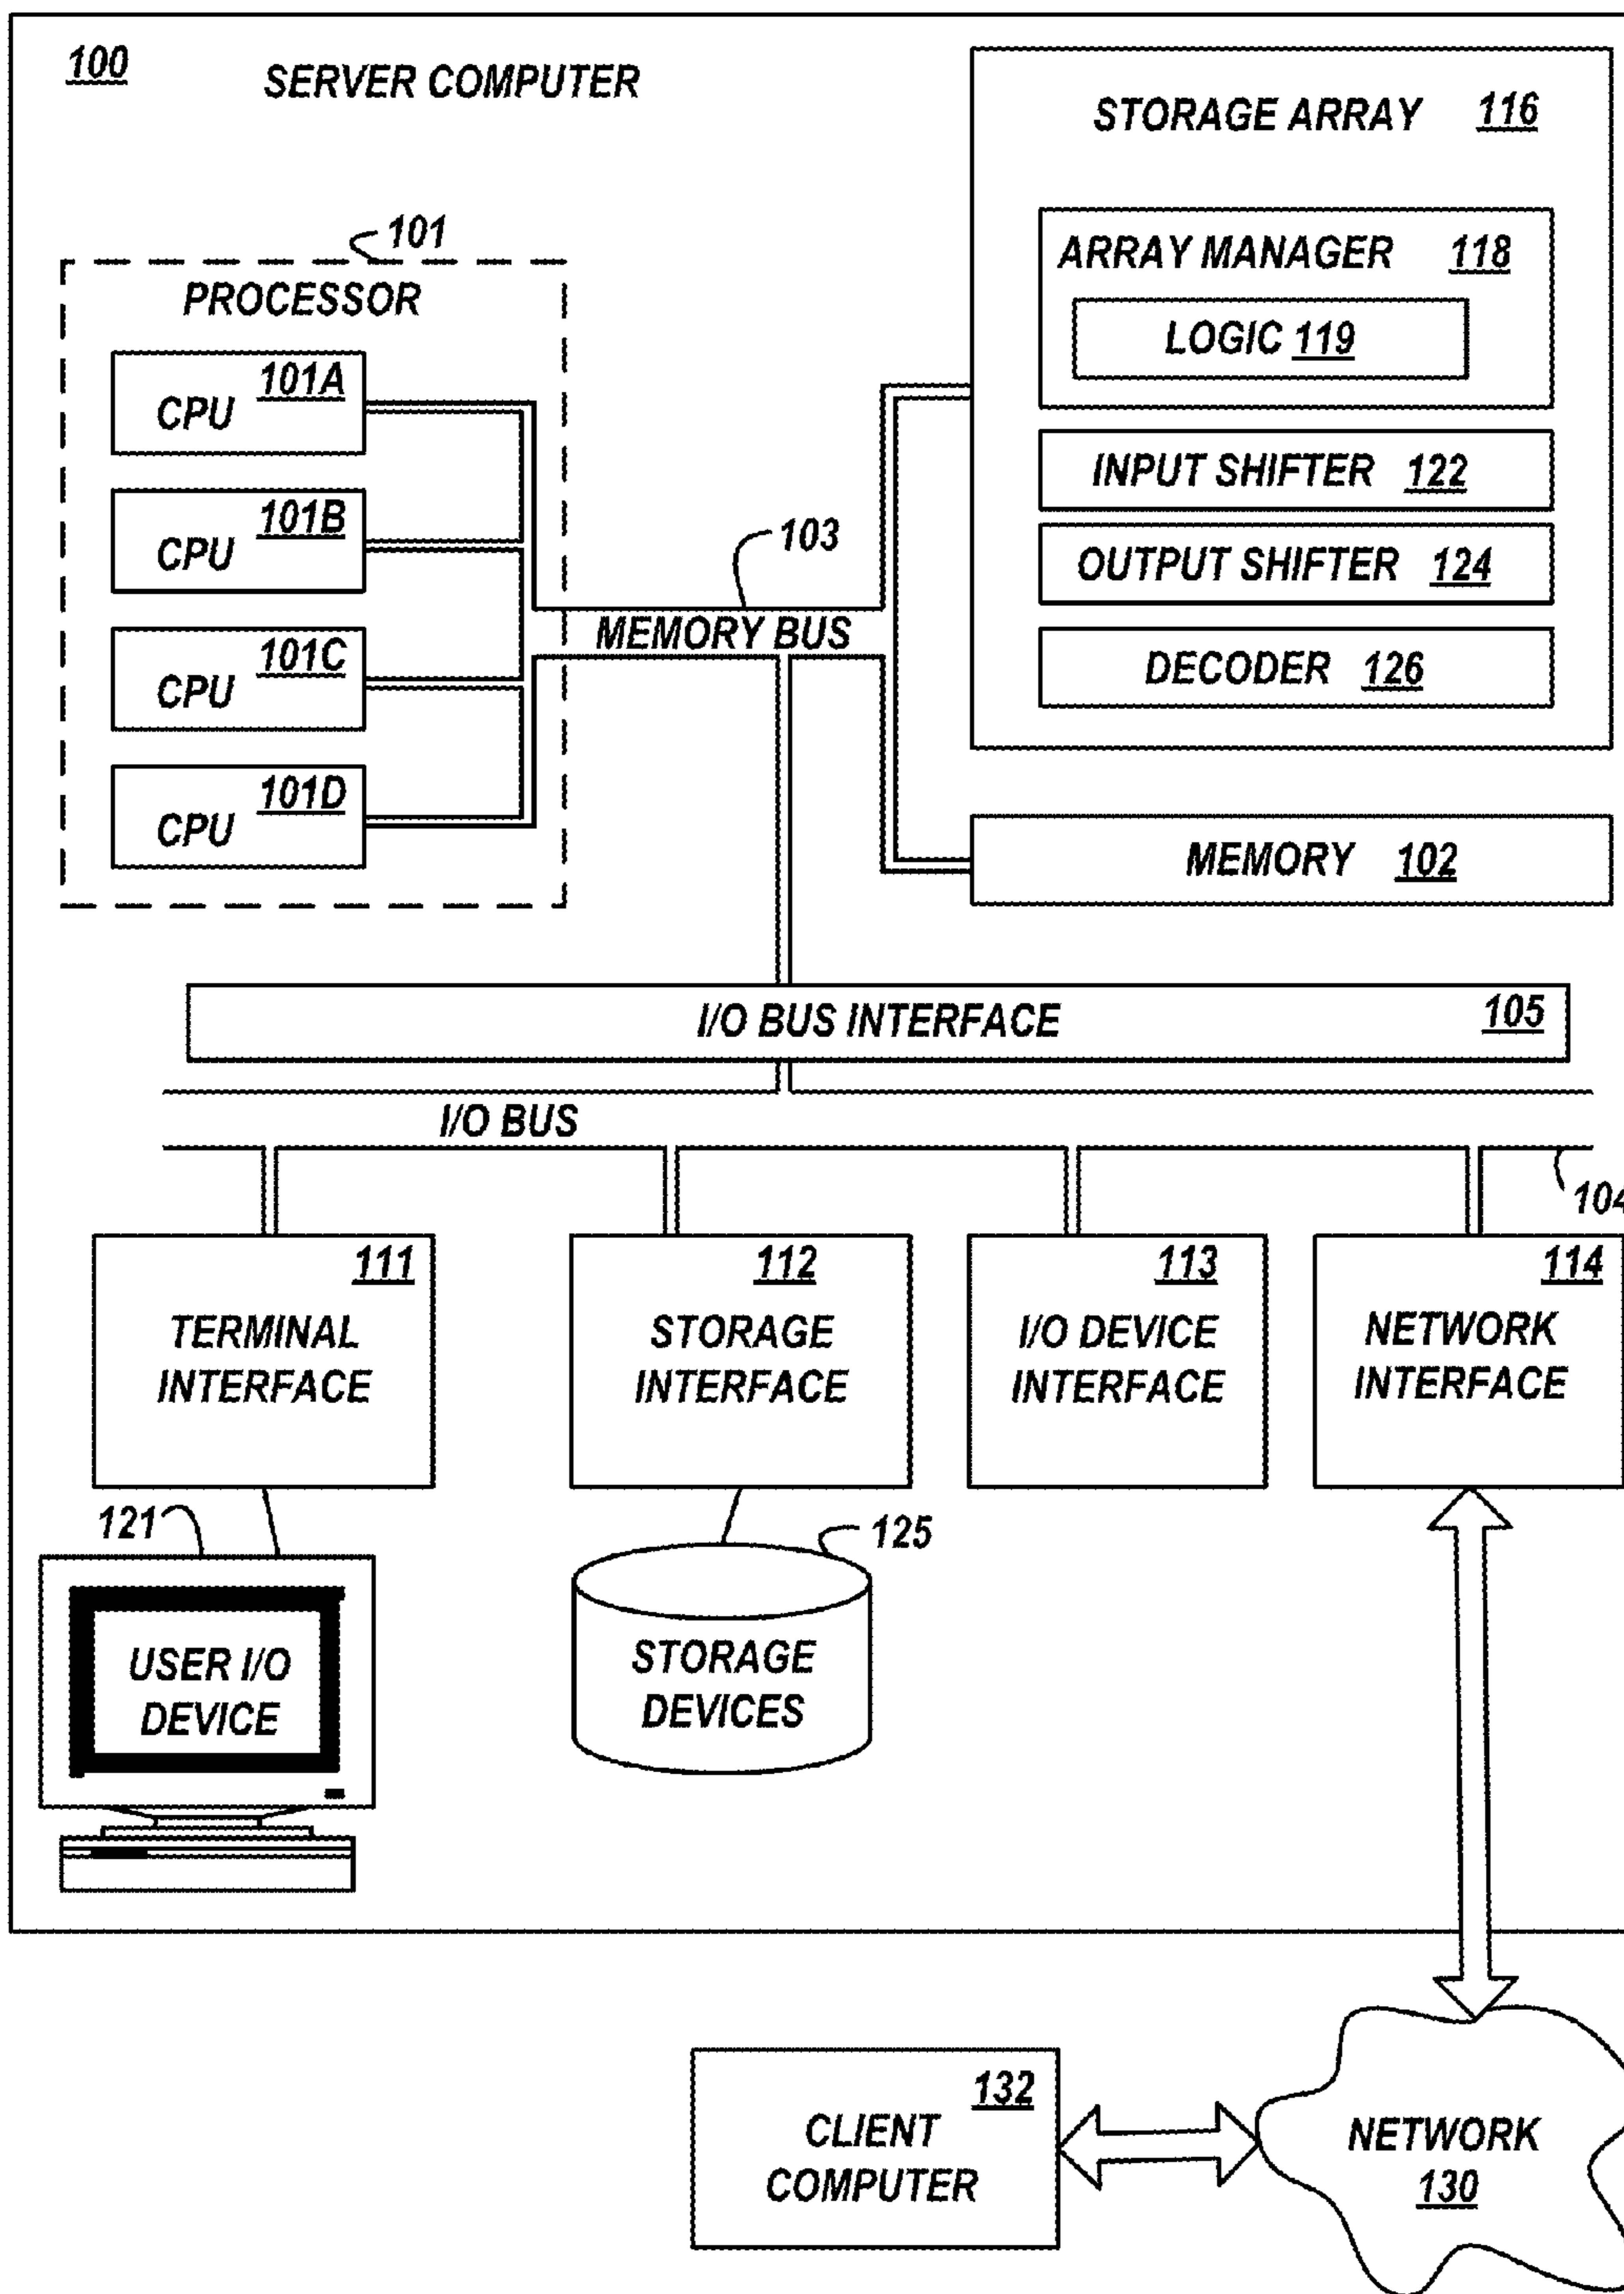 100 SERVER COMPUTER
STORAGE ARRAY 116
ARRAY MANAGER 118
LOGIC 119
INPUT SHIFTER 122
OUTPUT SHIFTER 124
DECODER 126
101
PROCESSOR
101A
CPU
101B
CPU
101C
CPU
101D
CPU
103
MEMORY BUS
MEMORY 102
I/O BUS INTERFACE 105
I/O BUS
104
111
TERMINAL
INTERFACE
112
STORAGE
INTERFACE
113
I/O DEVICE
INTERFACE
114
NETWORK
INTERFACE
121
USER I/O
DEVICE
125
STORAGE
DEVICES
132
CLIENT
COMPUTER
NETWORK
130